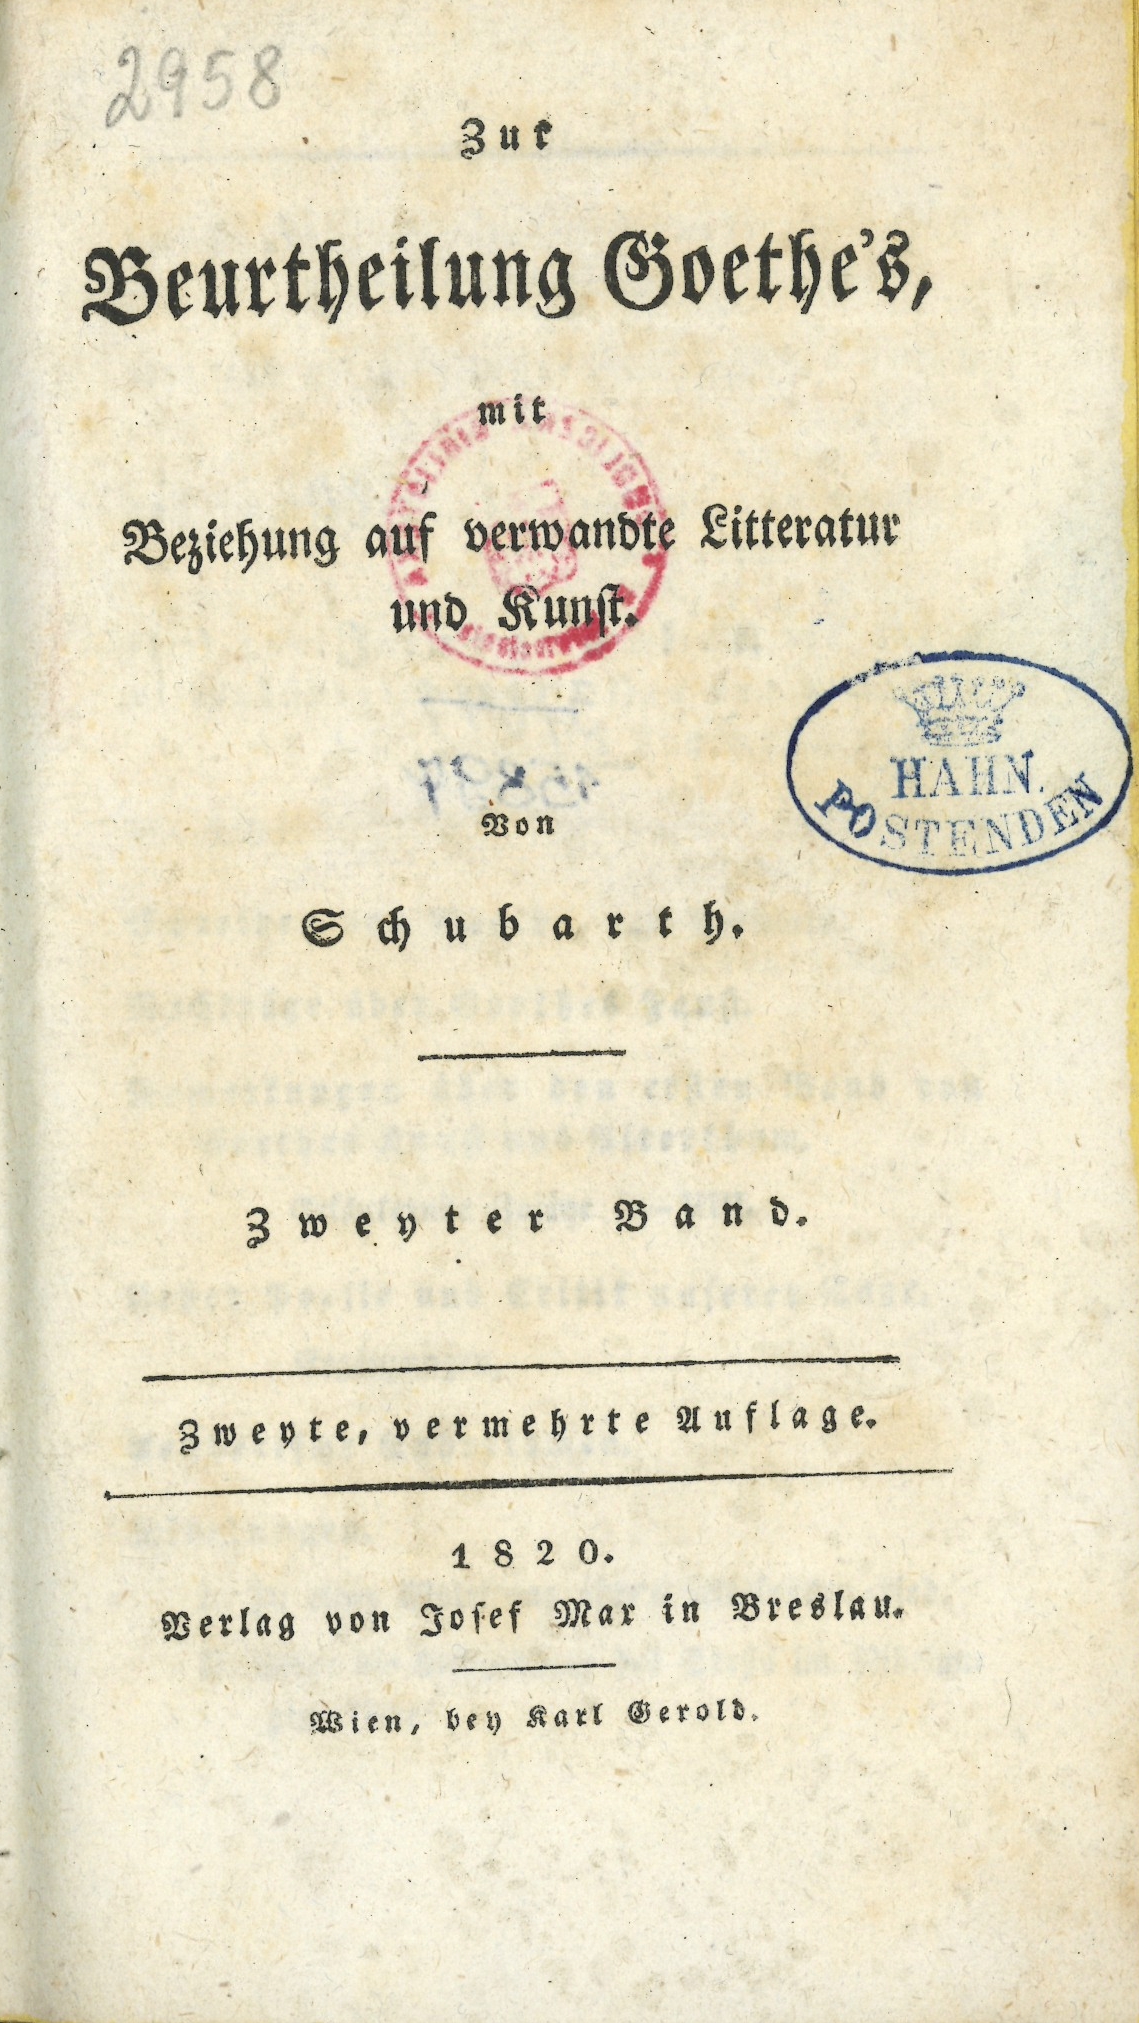 2958
Zur
Beurtheilung Goethe's,
mit
Beziehung auf verwandte Litteratur
und Kunst.
HAHN.
POSTENDEN
Von
Schubarth.
Zweyter Band.
Zweyte, vermehrte Auflage.
1820.
Verlag von Josef Max in Breslau.
Wien, bey Karl Gerold.